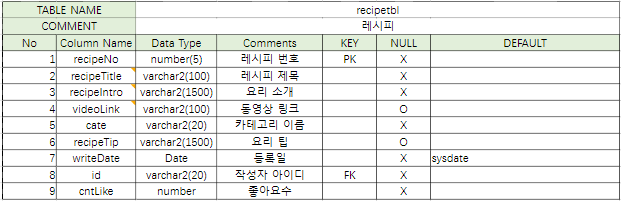 TABLE NAME recipetbl
COMMENT 레시피
No Column Name Data Type Comments KEY NULL DEFAULT
1 recipeNo number(5) 레시피 번호 PK X
2 recipeTitle varchar2(100) 레시피 제목 X
3 recipeIntro varchar2(1500) 요리 소개 X
4 videoLink varchar2(100) 동영상 링크 O
5 cate varchar2(20) 카테고리 이름 X
6 recipeTip varchar2(1500) 요리 팁 O
7 writeDate Date 등록일 X sysdate
8 id varchar2(20) 작성자 아이디 FK X
9 cntLike number 좋아요수 X